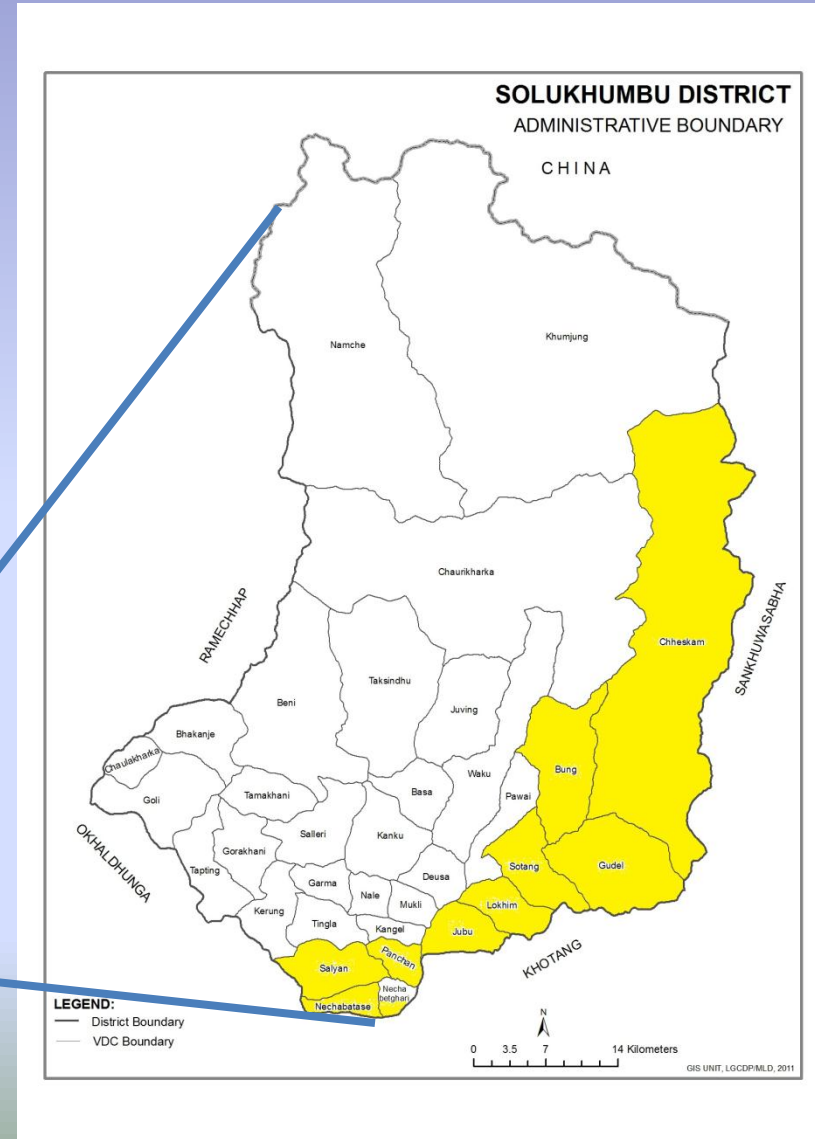 SOLUKHUMBU DISTRICT
ADMINISTRATIVE BOUNDARY
CHINA
Namche
Khumjung
Chaurikharka
RAMECHHAP
SANKHUWASABHA
Chheskam
Taksindhu
Beni
Juving
Bhakanje
Chaulakharka
Bung
Waku
Basa
Pawai
Tamakhani
Goli
Salleri
Kanku
Gorakhani
OKHALDHUNGA
Tapting
Sotang
Gudel
Deusa
Garma
Nale
Mukli
Lokhim
Kerung
Tingla
Kangel
Jubu
KHOTANG
Panchan
Salyan
Necha
betghari
Nechabatase
LEGEND:
District Boundary
VDC Boundary
N
0 3.5 7 14 Kilometers
GIS UNIT, LGCDP/MLD, 2011